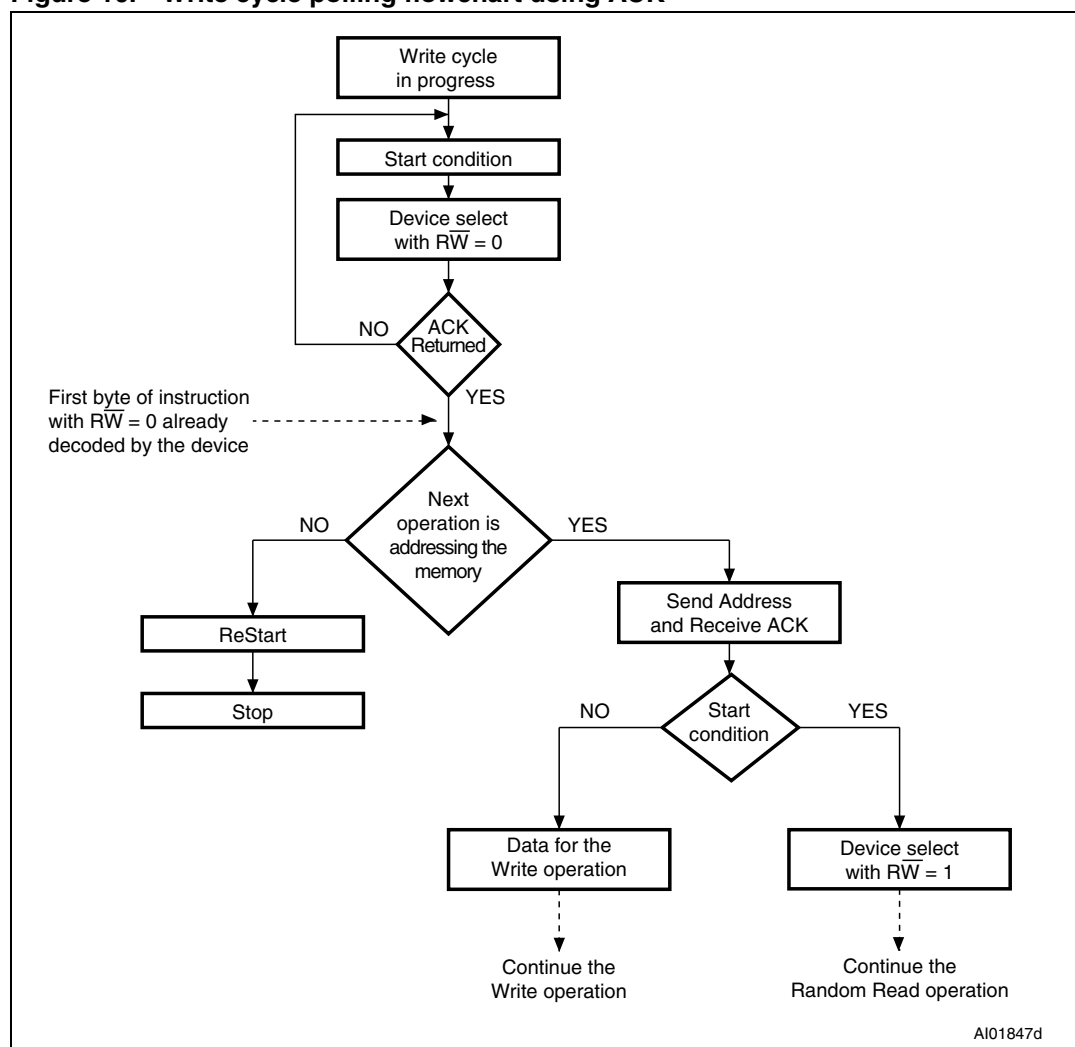 Write cycle
in progress
Start condition
Device select
with RW̅ = 0
NO
ACK
Returned
YES
First byte of instruction
with RW̅ = 0 already
decoded by the device
Next
operation is
addressing the
memory
NO
YES
Send Address
and Receive ACK
ReStart
Stop
NO
Start
condition
YES
Data for the
Write operation
Device select
with RW̅ = 1
Continue the
Write operation
Continue the
Random Read operation
AI01847d